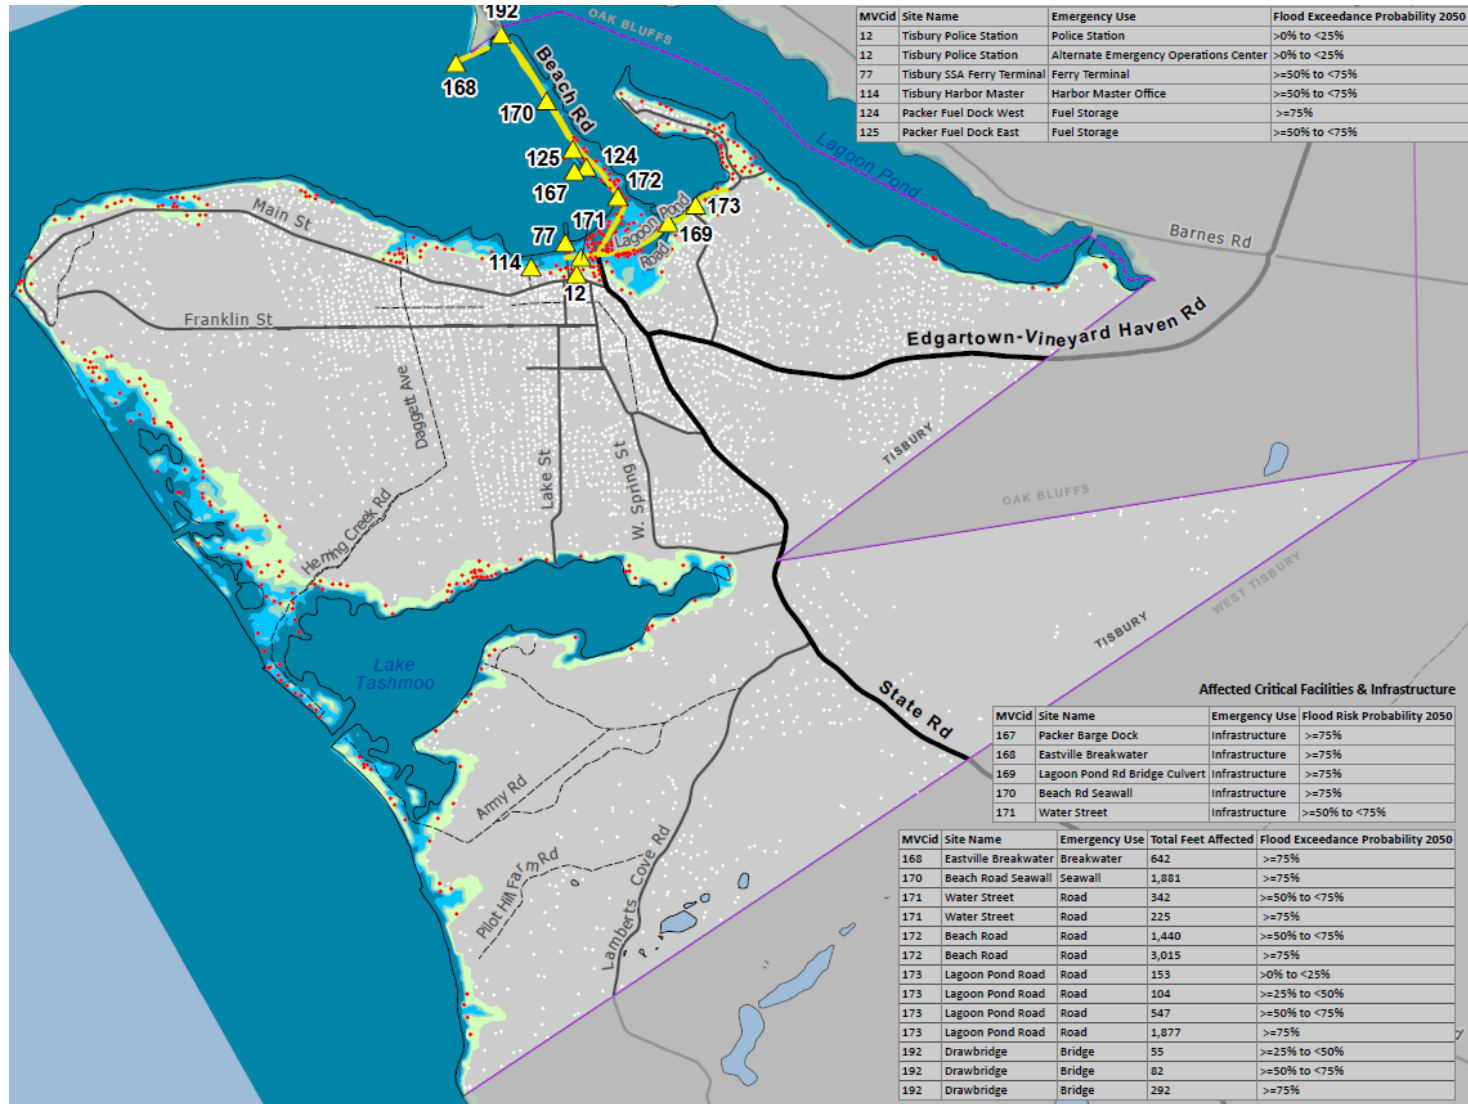 192
OAK BLUFFS
Beach Rd
168
170
125
124
167
172
Lagoon Pond
173
171
Lagoon Pond
Road
169
77
114
12
Main St
Barnes Rd
Franklin St
Edgartown-Vineyard Haven Rd
Daggett Ave
TISBURY
Lake St
W. Spring St
OAK BLUFFS
Herring Creek Rd
WEST TISBURY
TISBURY
Lake
Tashmoo
State Rd
Army Rd
Pilot Hill Farm Rd
Lamberts Cove Rd
MVCid Site Name Emergency Use Flood Exceedance Probability 2050
12 Tisbury Police Station Police Station >0% to <25%
12 Tisbury Police Station Alternate Emergency Operations Center >0% to <25%
77 Tisbury SSA Ferry Terminal Ferry Terminal >=50% to <75%
114 Tisbury Harbor Master Harbor Master Office >=50% to <75%
124 Packer Fuel Dock West Fuel Storage >=75%
125 Packer Fuel Dock East Fuel Storage >=50% to <75%
Affected Critical Facilities & Infrastructure
MVCid Site Name Emergency Use Flood Risk Probability 2050
167 Packer Barge Dock Infrastructure >=75%
168 Eastville Breakwater Infrastructure >=75%
169 Lagoon Pond Rd Bridge Culvert Infrastructure >=75%
170 Beach Rd Seawall Infrastructure >=75%
171 Water Street Infrastructure >=50% to <75%
MVCid Site Name Emergency Use Total Feet Affected Flood Exceedance Probability 2050
168 Eastville Breakwater Breakwater 642 >=75%
170 Beach Road Seawall Seawall 1,881 >=75%
171 Water Street Road 342 >=50% to <75%
171 Water Street Road 225 >=75%
172 Beach Road Road 1,440 >=50% to <75%
172 Beach Road Road 3,015 >=75%
173 Lagoon Pond Road Road 153 >0% to <25%
173 Lagoon Pond Road Road 104 >=25% to <50%
173 Lagoon Pond Road Road 547 >=50% to <75%
173 Lagoon Pond Road Road 1,877 >=75%
192 Drawbridge Bridge 55 >=25% to <50%
192 Drawbridge Bridge 82 >=50% to <75%
192 Drawbridge Bridge 292 >=75%